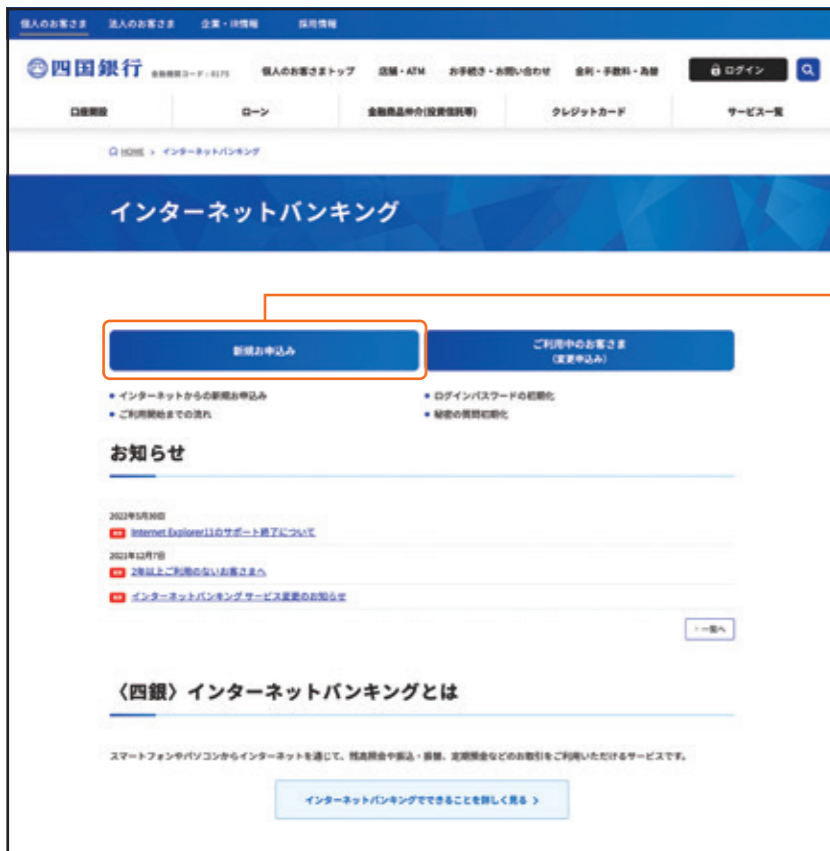 個人のお客さま 法人のお客さま 企業・IR情報 採用情報
四国銀行 金融機関コード:0175 個人のお客さまトップ 店舗・ATM お手続き・お問い合わせ 金利・手数料・為替 ログイン
口座開設 ローン 金融商品仲介(投資信託等) クレジットカード サービス一覧
HOME > インターネットバンキング
インターネットバンキング
新規お申込み ご利用中のお客さま
(変更申込み)
• インターネットからの新規お申込み • ログインパスワードの初期化
• ご利用開始までの流れ • 秘密の質問初期化
お知らせ
2022年5月30日
Internet Explorer11のサポート終了について
2021年12月7日
2年以上ご利用のないお客さまへ
インターネットバンキング サービス変更のお知らせ
一覧へ
〈四銀〉インターネットバンキングとは
スマートフォンやパソコンからインターネットを通じて、残高照会や振込・振替、定期預金などのお取引をご利用いただけるサービスです。
インターネットバンキングでできることを詳しく見る >